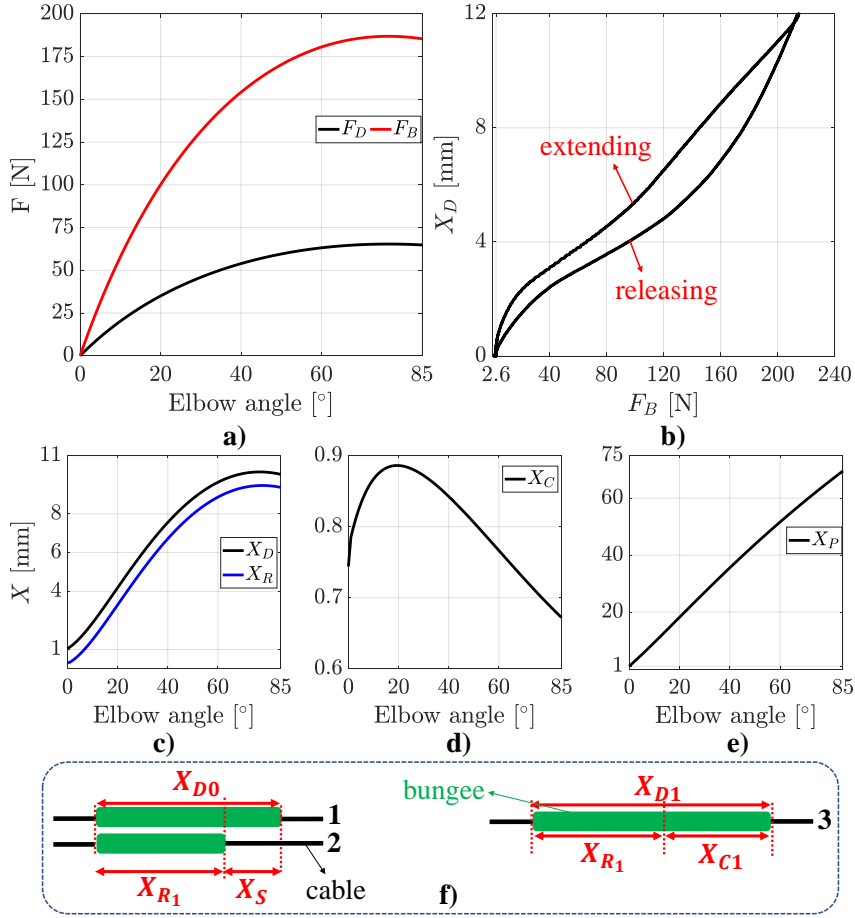 200
175
150
125
100
75
50
25
0
F [N]
F_D F_B
0 20 40 60 85
Elbow angle [°]
a)
12
8
4
0
X_D [mm]
extending
releasing
2.6 40 80 120 160 200 240
F_B [N]
b)
11
8
6
4
1
X [mm]
X_D
X_R
0 20 40 60 85
Elbow angle [°]
c)
0.9
0.8
0.7
0.6
X_C
0 20 40 60 85
Elbow angle [°]
d)
75
60
40
20
1
X_P
0 20 40 60 85
Elbow angle [°]
e)
X_D0
1
2
X_R1 X_S
cable
bungee
X_D1
3
X_R1 X_C1
f)